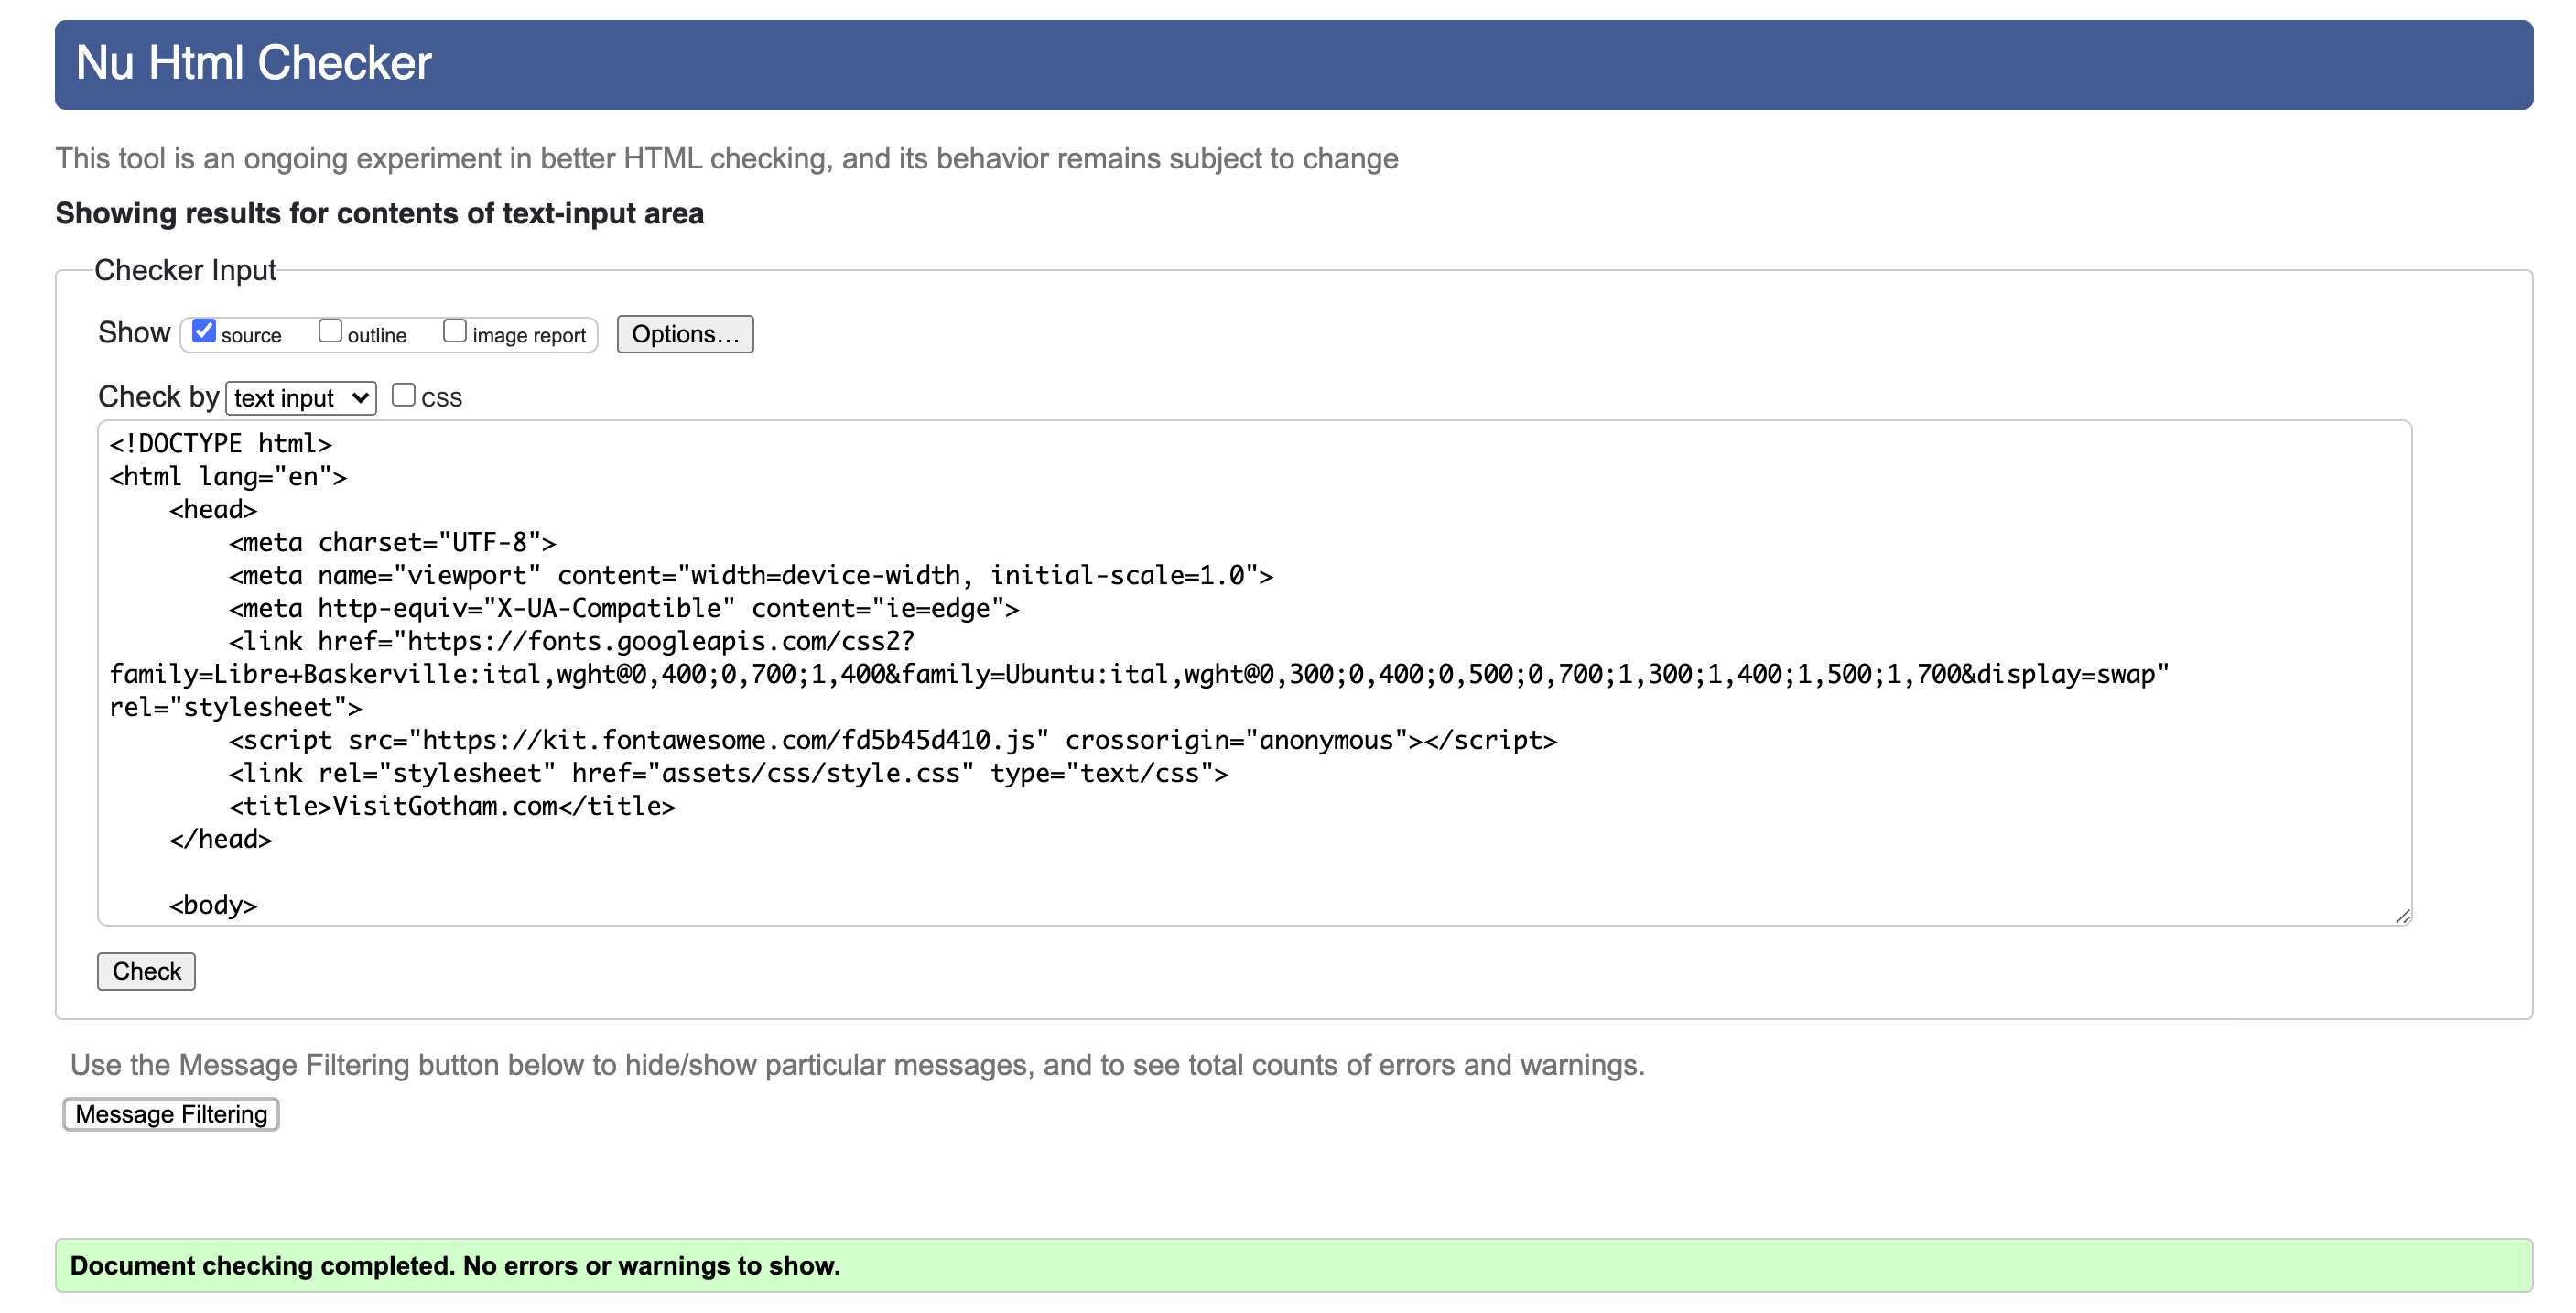 Nu Html Checker
This tool is an ongoing experiment in better HTML checking, and its behavior remains subject to change
Showing results for contents of text-input area
Checker Input
Show source outline image report Options...
Check by text input CSS
<!DOCTYPE html>
<html lang="en">
    <head>
        <meta charset="UTF-8">
        <meta name="viewport" content="width=device-width, initial-scale=1.0">
        <meta http-equiv="X-UA-Compatible" content="ie=edge">
        <link href="https://fonts.googleapis.com/css2?
family=Libre+Baskerville:ital,wght@0,400;0,700;1,400&family=Ubuntu:ital,wght@0,300;0,400;0,500;0,700;1,300;1,400;1,500;1,700&display=swap"
rel="stylesheet">
        <script src="https://kit.fontawesome.com/fd5b45d410.js" crossorigin="anonymous"></script>
        <link rel="stylesheet" href="assets/css/style.css" type="text/css">
        <title>VisitGotham.com</title>
    </head>
    <body>
Check
Use the Message Filtering button below to hide/show particular messages, and to see total counts of errors and warnings.
Message Filtering
Document checking completed. No errors or warnings to show.